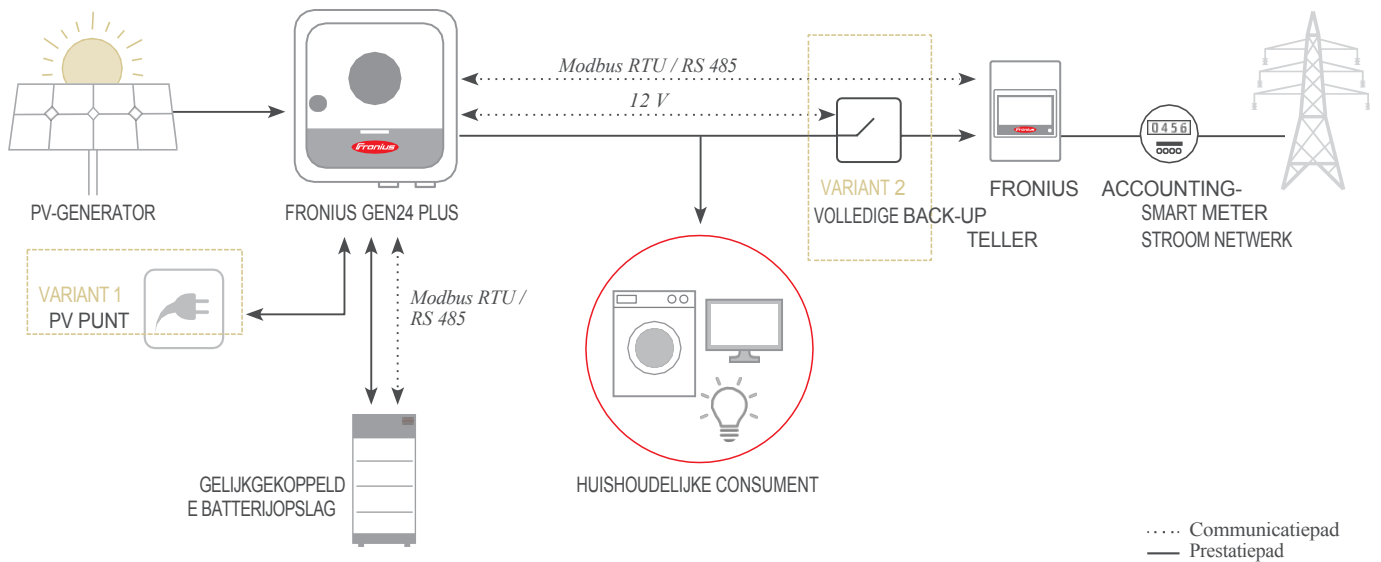 Modbus RTU / RS 485
12 V
Fronius
Fronius
0456
PV-GENERATOR
FRONIUS GEN24 PLUS
VARIANT 2
VOLLEDIGE BACK-UP
FRONIUS ACCOUNTING-
SMART METER
TELLER
STROOM NETWERK
VARIANT 1
PV PUNT
Modbus RTU /
RS 485
GELIJKGEKOPPELD
E BATTERIJOPSLAG
HUISHOUDELIJKE CONSUMENT
Communicatiepad
Prestatiepad